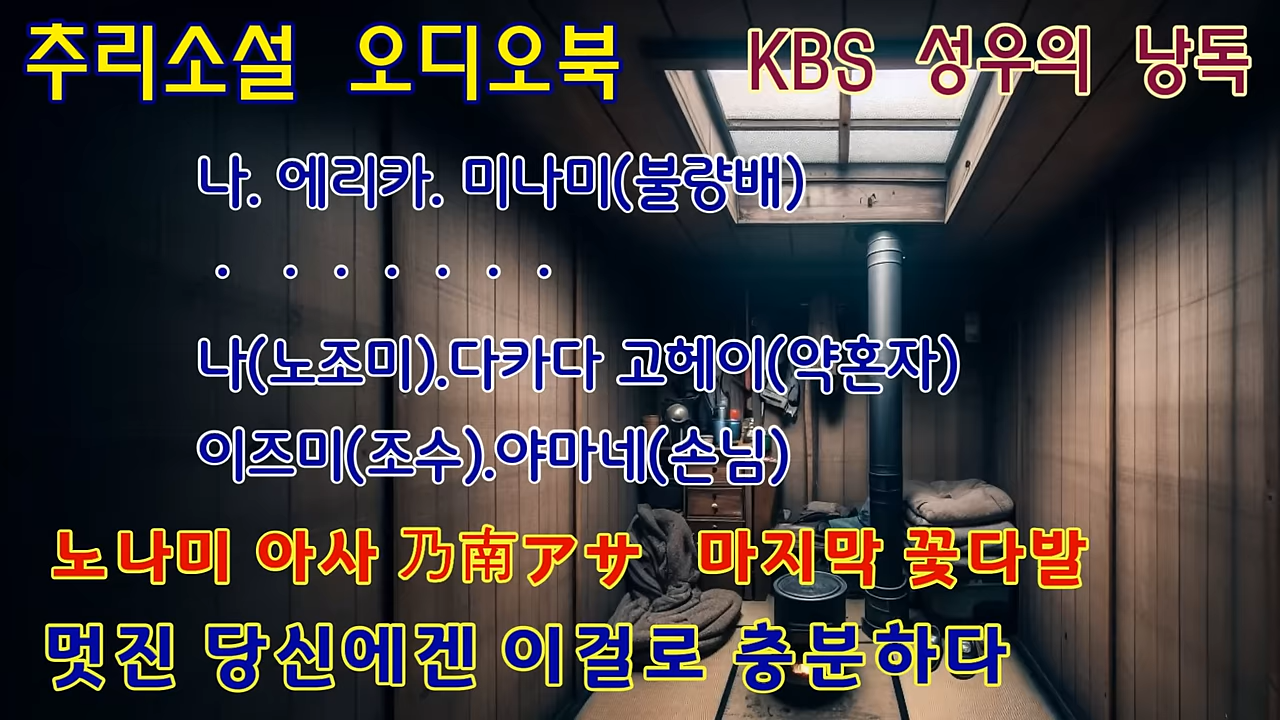 추리소설 오디오북 KBS 성우의 낭독
나. 에리카. 미나미(불량배)
. . . . . . .
나(노조미).다카다 고헤이(약혼자)
이즈미(조수).야마네(손님)
노나미 아사 乃南アサ 마지막 꽃다발
멋진 당신에겐 이걸로 충분하다